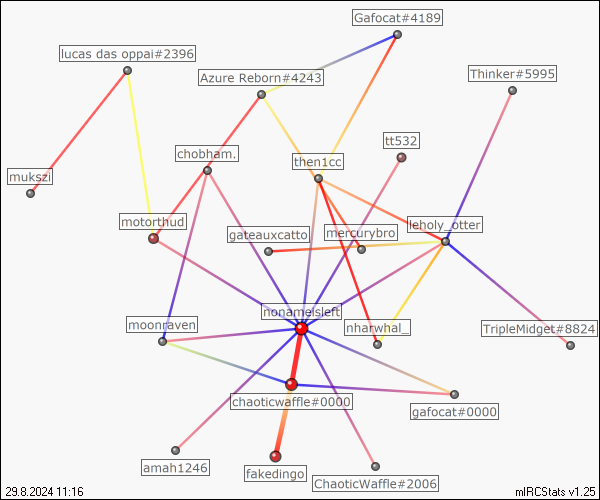 Gafocat#4189
lucas das oppai#2396
Azure Reborn#4243
Thinker#5995
tt532
chobham.
then1cc
mukszi
motorthud
gateauxcatto
mercurybro
leholy_otter
nonameisleft
moonraven
nharwhal_
TripleMidget#8824
chaoticwaffle#0000
gafocat#0000
amah1246
fakedingo
ChaoticWaffle#2006
29.8.2024 11:16
mIRCStats v1.25